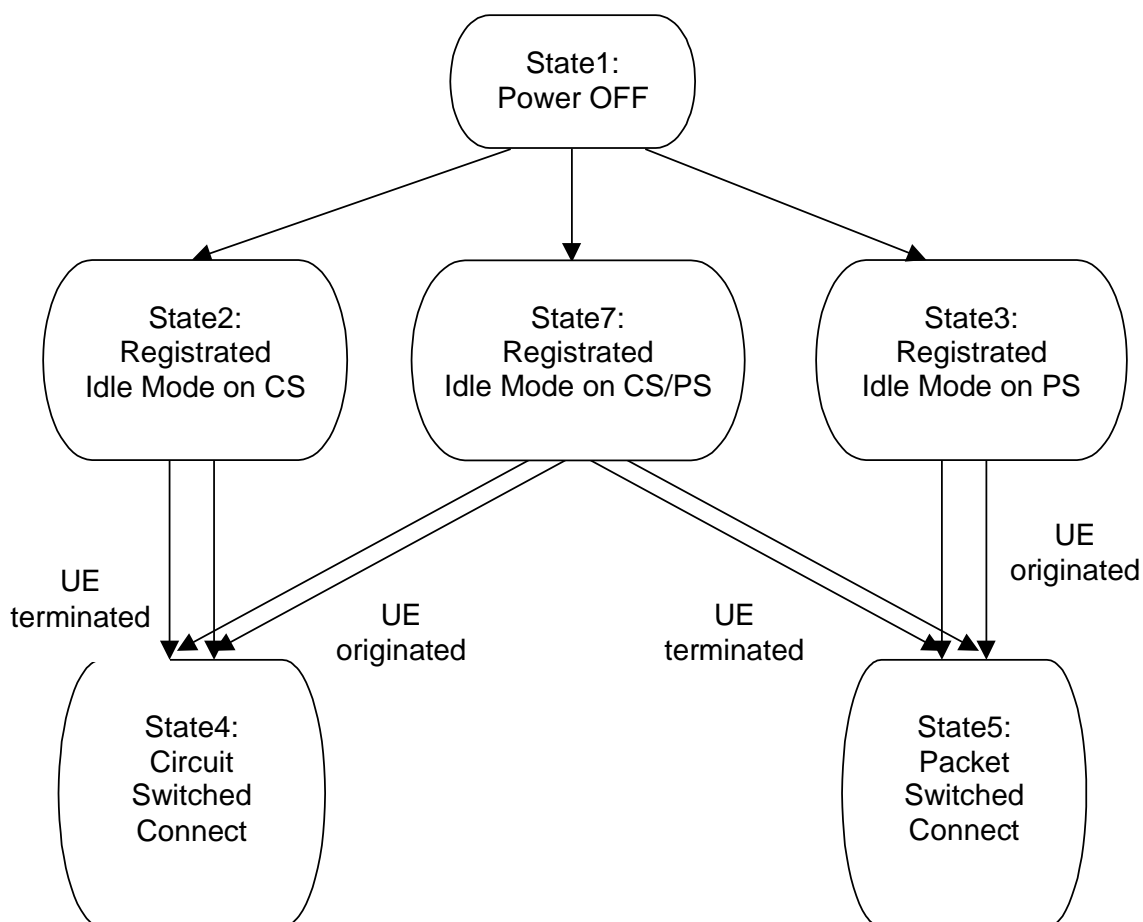 State1:
Power OFF
State2:
Registrated
Idle Mode on CS
State7:
Registrated
Idle Mode on CS/PS
State3:
Registrated
Idle Mode on PS
UE
terminated
UE
originated
UE
terminated
UE
originated
State4:
Circuit
Switched
Connect
State5:
Packet
Switched
Connect